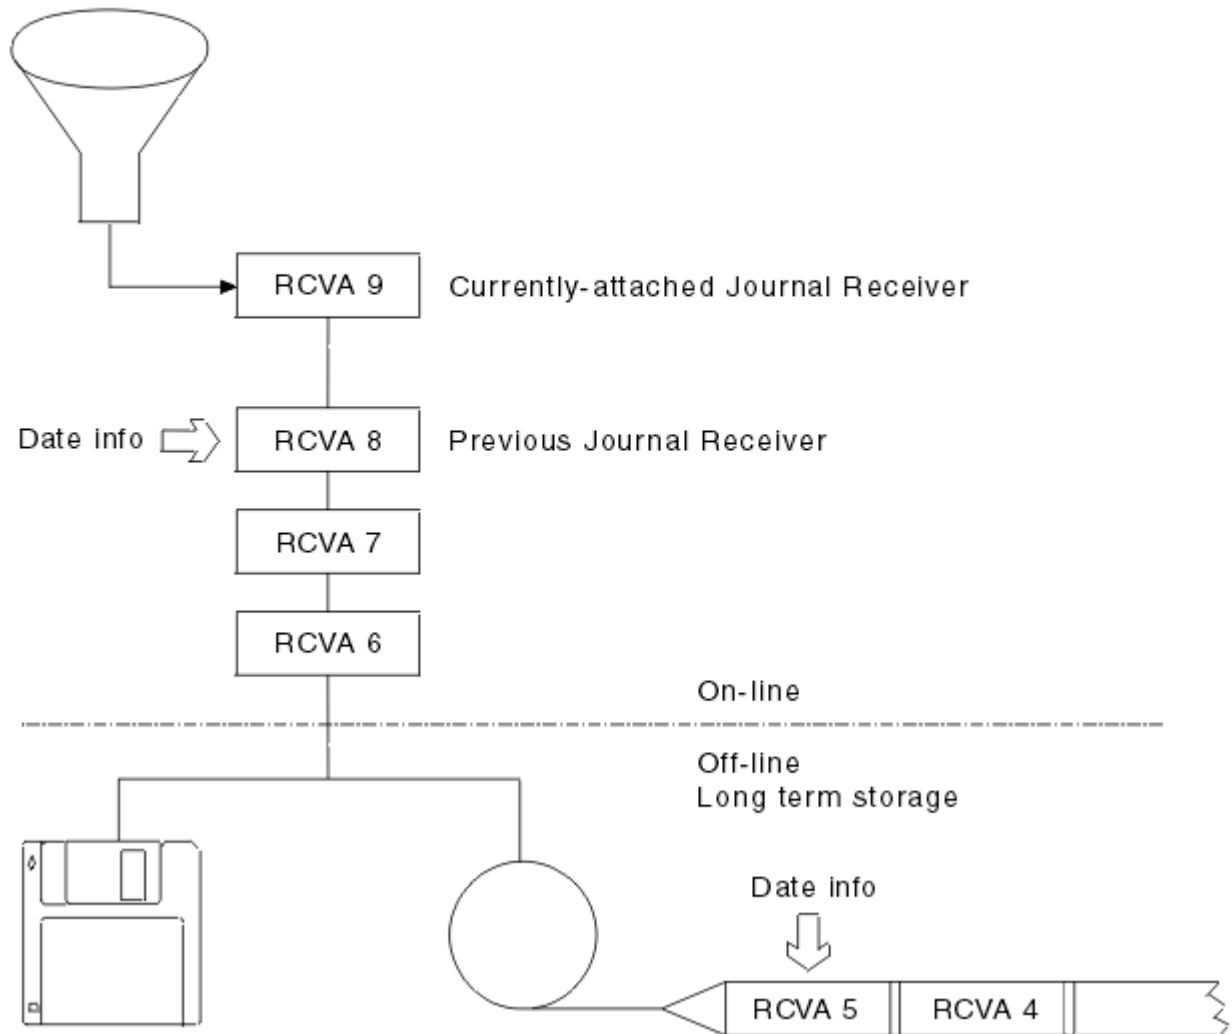 RCVA 9
Currently-attached Journal Receiver
Date info
RCVA 8
Previous Journal Receiver
RCVA 7
RCVA 6
On-line
Off-line
Long term storage
Date info
RCVA 5
RCVA 4